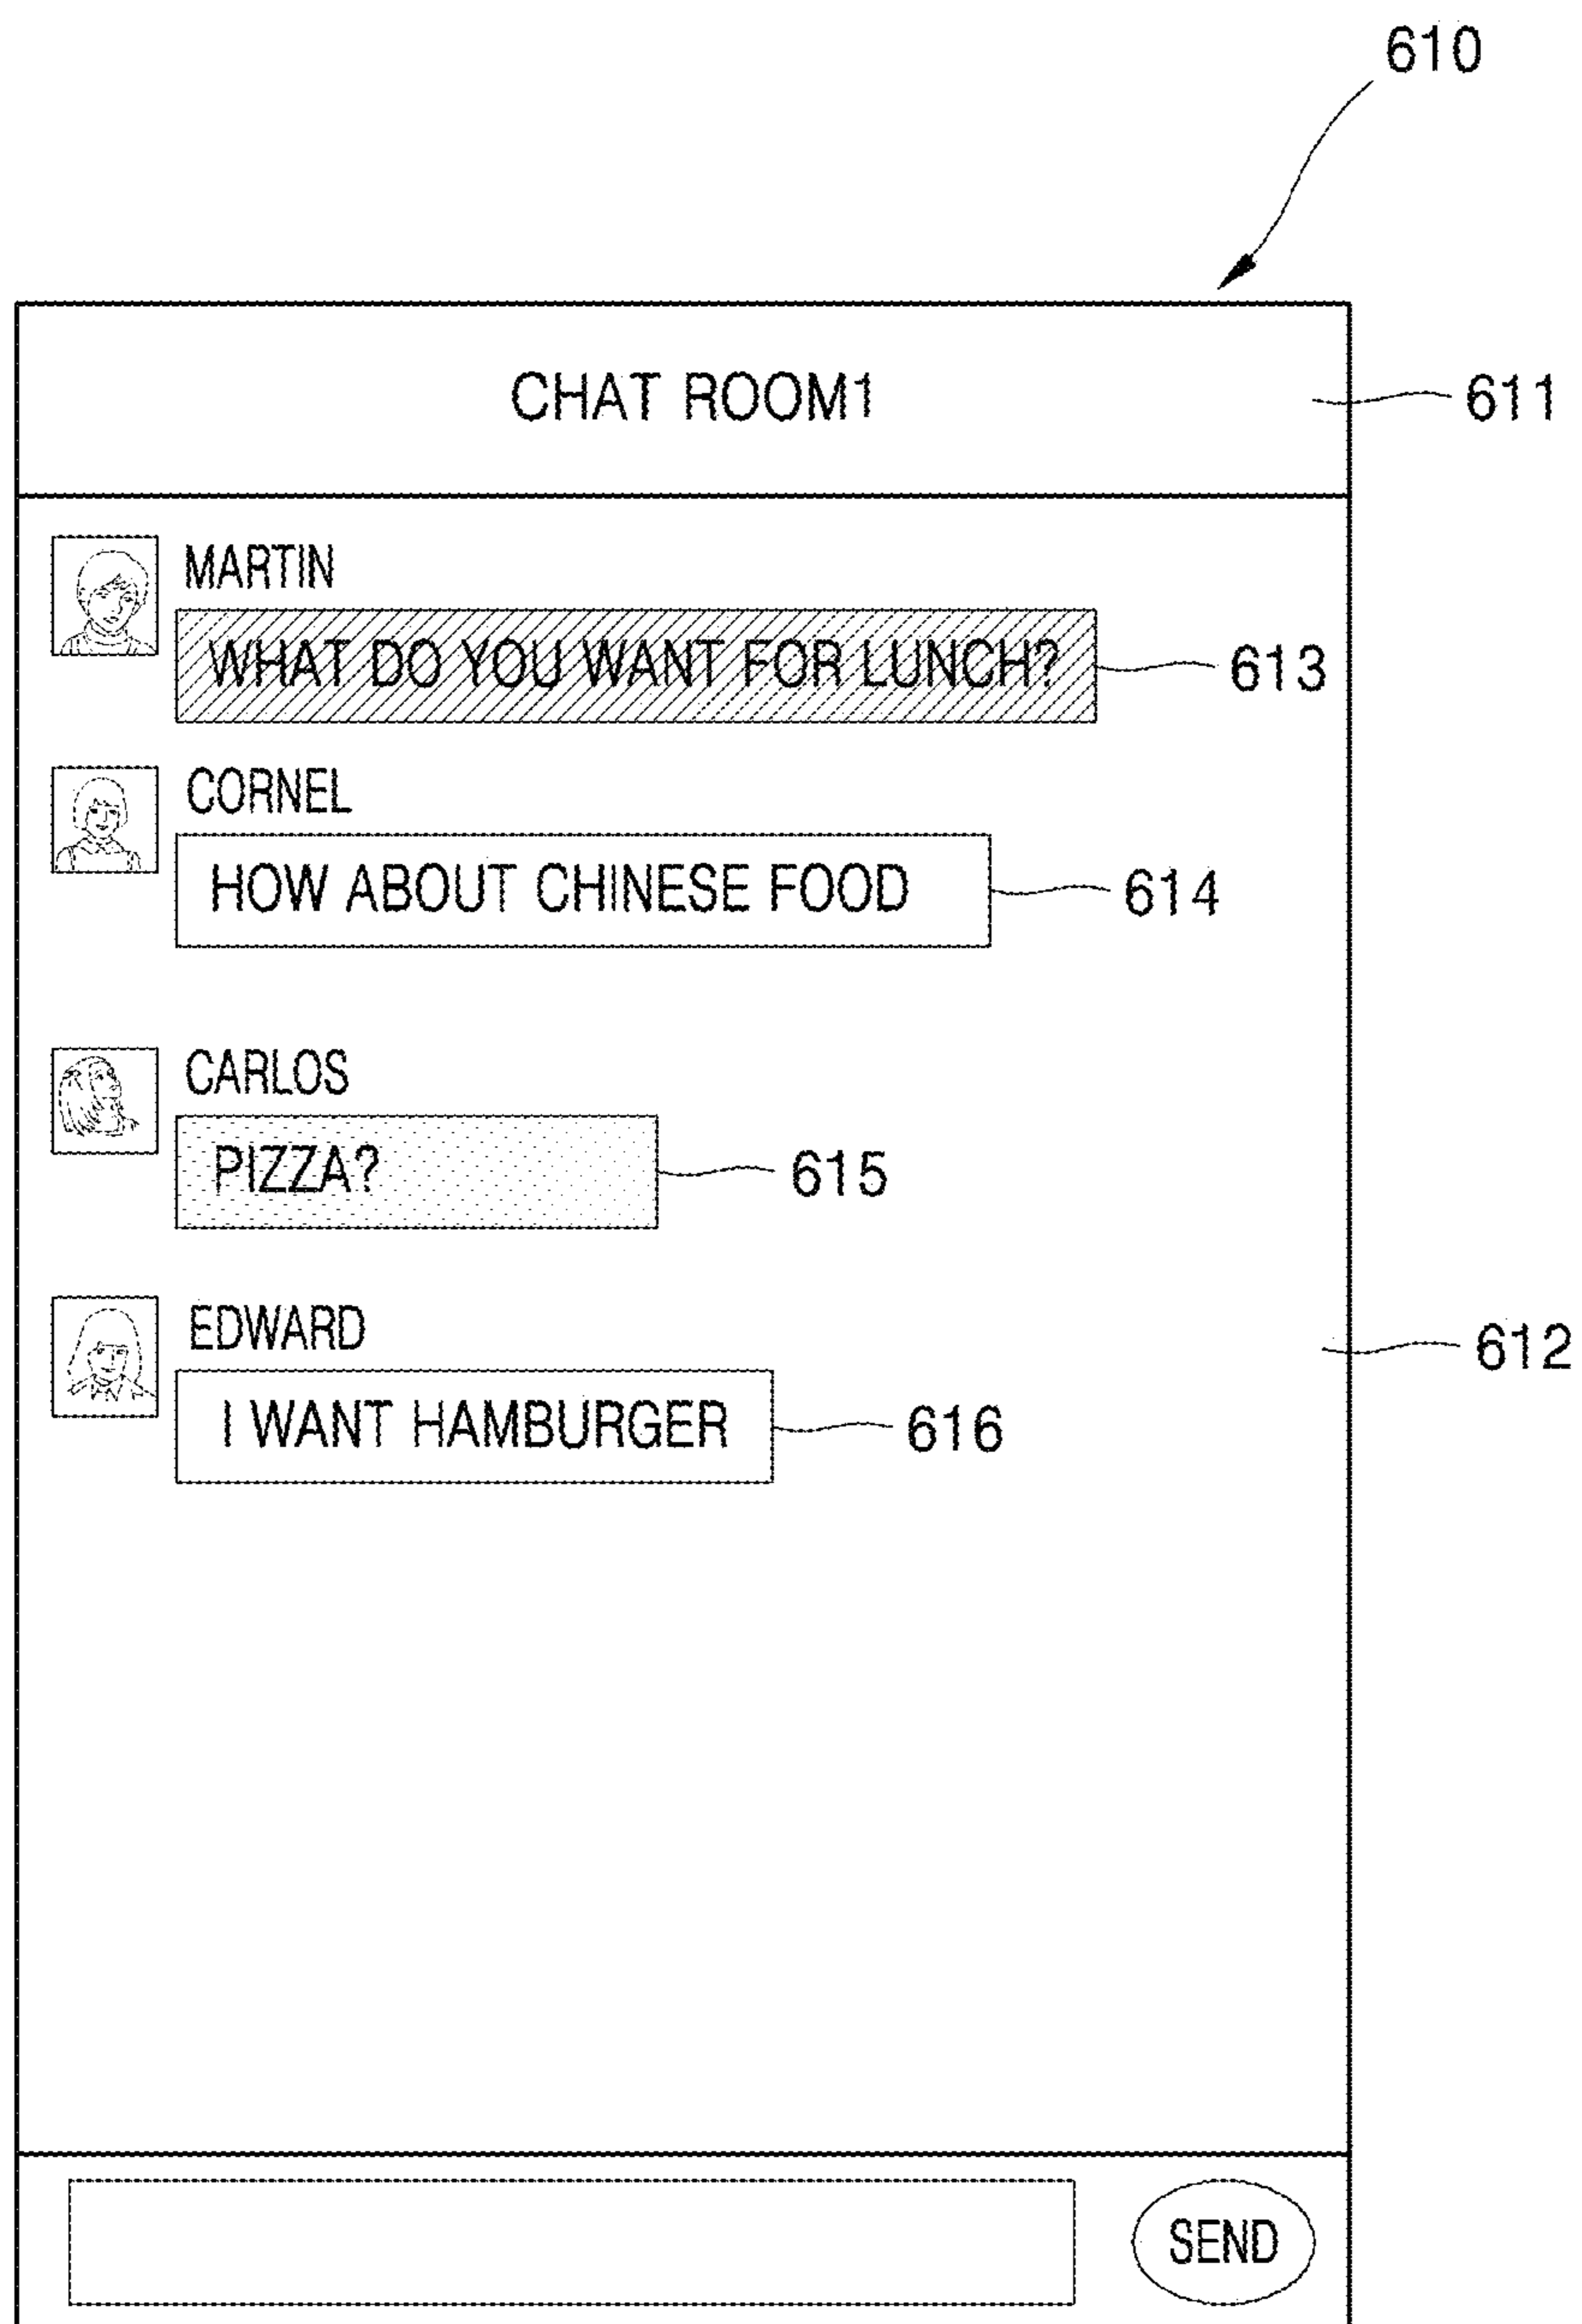 610
CHAT ROOM1
611
MARTIN
WHAT DO YOU WANT FOR LUNCH?
613
CORNEL
HOW ABOUT CHINESE FOOD
614
CARLOS
PIZZA?
615
EDWARD
612
I WANT HAMBURGER
616
SEND